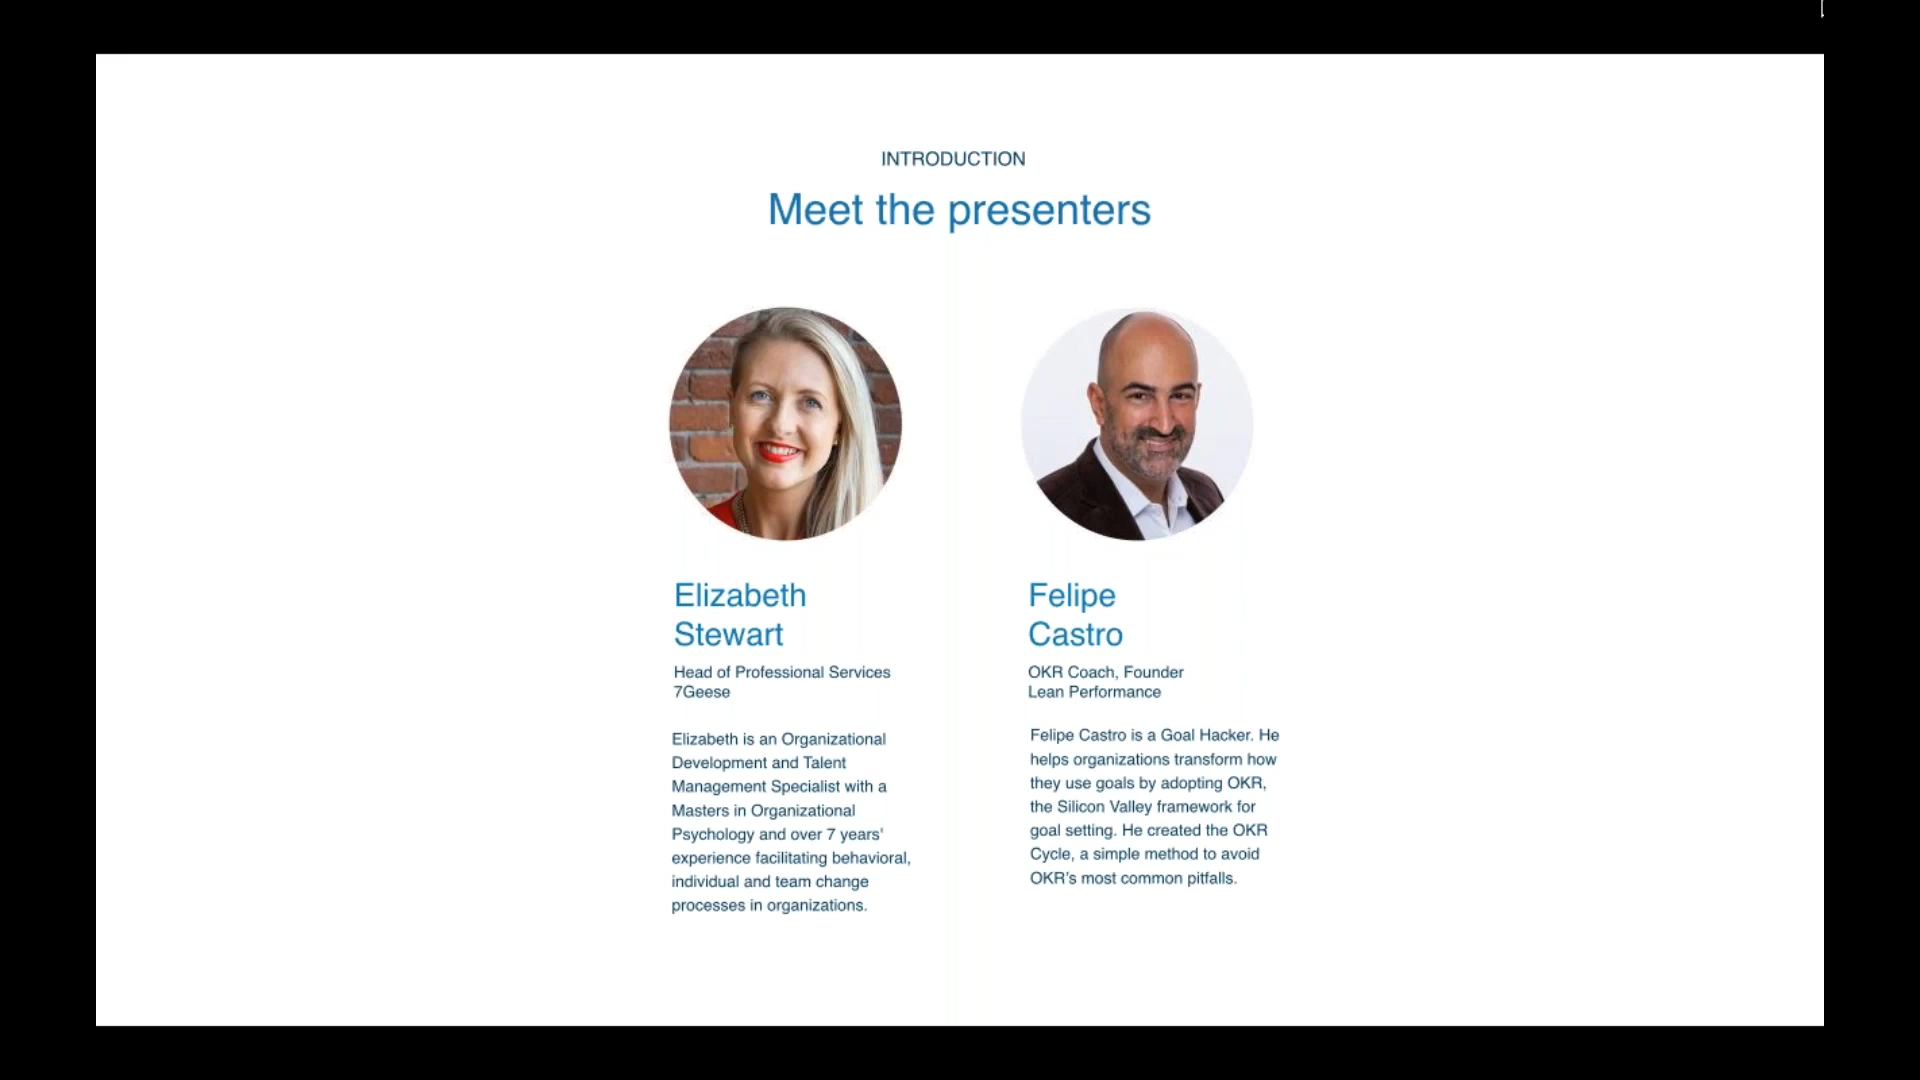 INTRODUCTION
Meet the presenters
Elizabeth
Stewart
Head of Professional Services
7Geese
Elizabeth is an Organizational
Development and Talent
Management Specialist with a
Masters in Organizational
Psychology and over 7 years'
experience facilitating behavioral,
individual and team change
processes in organizations.
Felipe
Castro
OKR Coach, Founder
Lean Performance
Felipe Castro is a Goal Hacker. He
helps organizations transform how
they use goals by adopting OKR,
the Silicon Valley framework for
goal setting. He created the OKR
Cycle, a simple method to avoid
OKR's most common pitfalls.